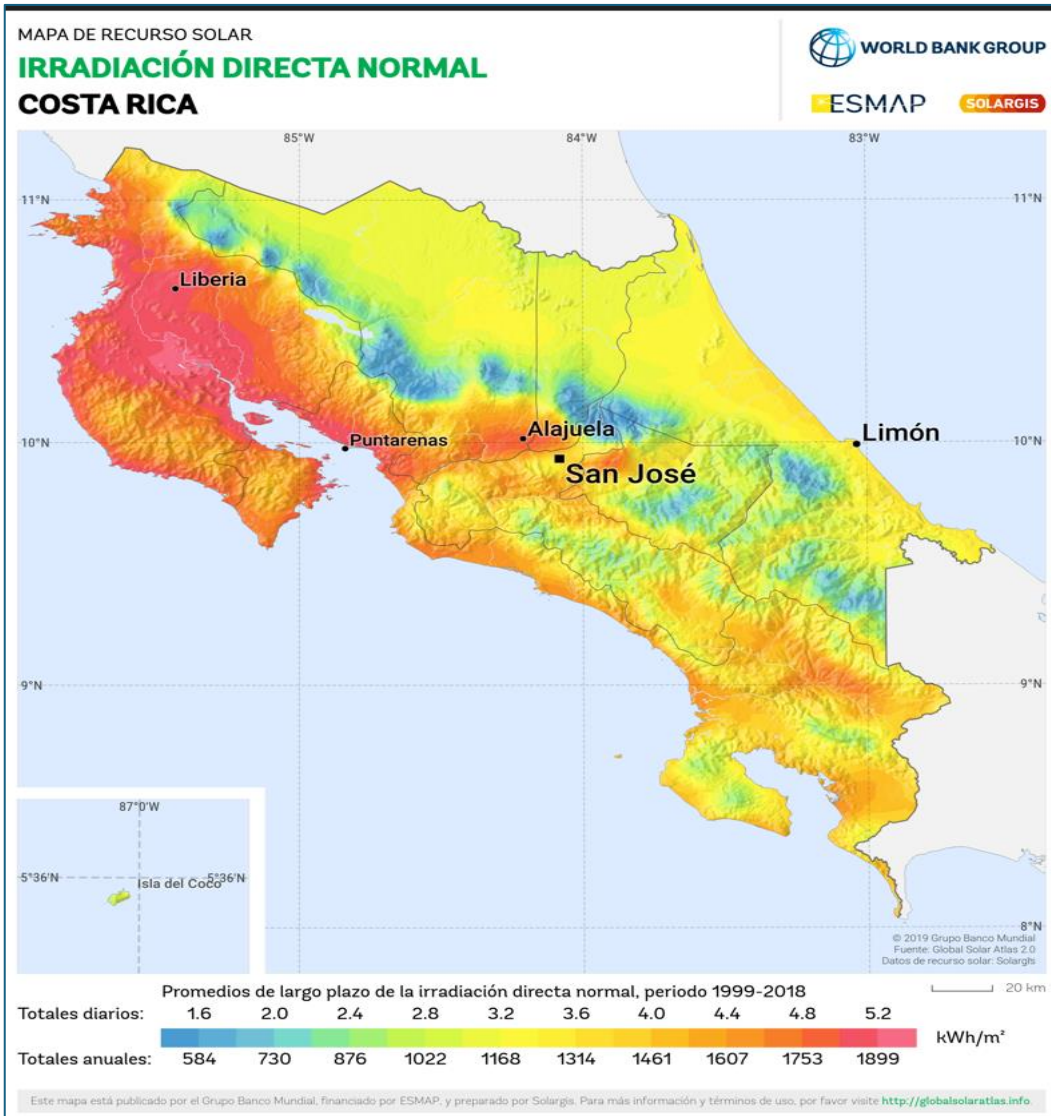 MAPA DE RECURSO SOLAR
IRRADIACIÓN DIRECTA NORMAL
COSTA RICA
WORLD BANK GROUP
ESMAP
SOLARGIS
85°W 84°W 83°W
11°N 11°N
Liberia
10°N 10°N
Puntarenas
Alajuela
San José
Limón
9°N 9°N
8°N
87°0'W
5°36'N 5°36'N
Isla del Coco
© 2019 Grupo Banco Mundial
Fuente: Global Solar Atlas 2.0
Datos de recurso solar: Solargis
20 km
Promedios de largo plazo de la irradiación directa normal, periodo 1999-2018
Totales diarios: 1.6 2.0 2.4 2.8 3.2 3.6 4.0 4.4 4.8 5.2
kWh/m²
Totales anuales: 584 730 876 1022 1168 1314 1461 1607 1753 1899
Este mapa está publicado por el Grupo Banco Mundial, financiado por ESMAP, y preparado por Solargis. Para más información y términos de uso, por favor visite http://globalsolaratlas.info.